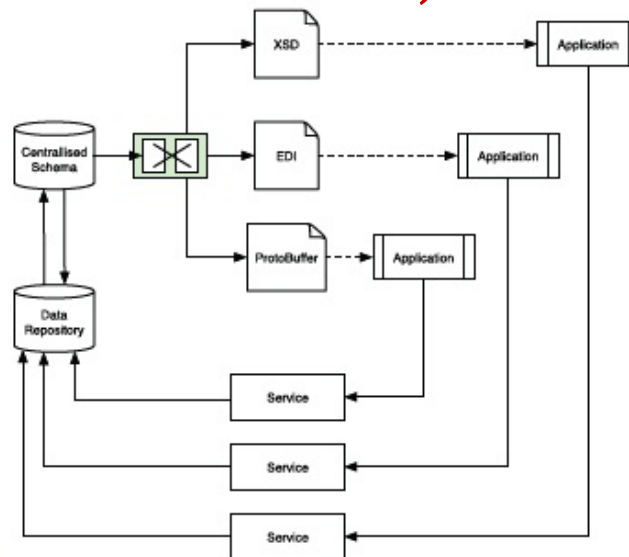 XSD
Application
Centralised
Schema
EDI
Application
ProtoBuffer
Application
Data
Repository
Service
Service
Service